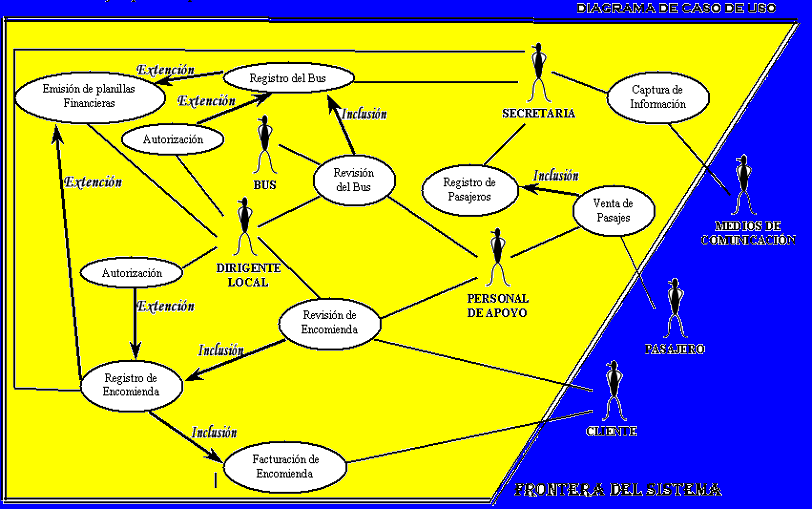 DIAGRAMA DE CASO DE USO
Extención
Registro del Bus
Emisión de planillas
Financieras
Extención
Captura de
Información
SECRETARIA
Inclusión
Autorización
BUS
Revisión
del Bus
Extención
Registro de
Pasajeros
Inclusión
Venta de
Pasajes
MEDIOS DE
COMUNICACIÓN
DIRIGENTE
LOCAL
Autorización
PERSONAL
DE APOYO
Extención
Revisión de
Encomienda
PASAJERO
Inclusión
Registro de
Encomienda
Inclusión
CLIENTE
Facturación de
Encomienda
FRONTERA DEL SISTEMA